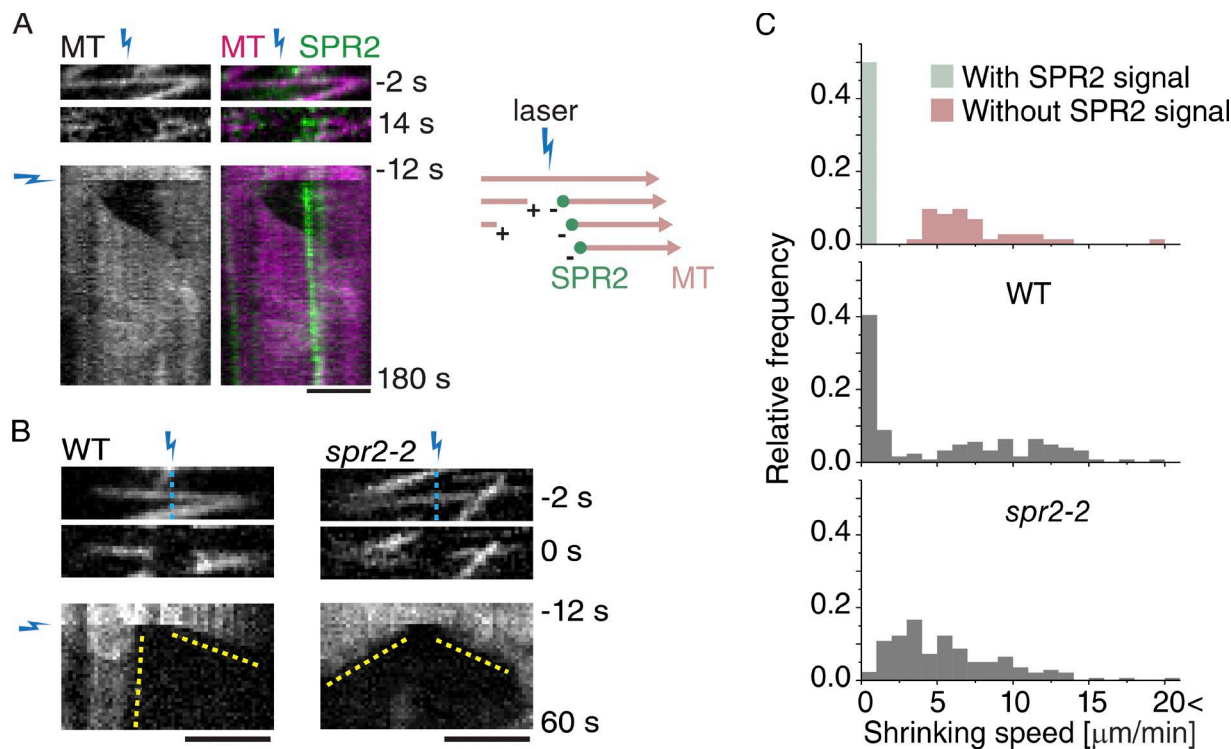 A
MT
MT SPR2
-2 s
14 s
-12 s
180 s
laser
+ -
+ -
-
SPR2 MT
B
WT
spr2-2
-2 s
0 s
-12 s
60 s
C
With SPR2 signal
Without SPR2 signal
0.4
0.2
0.0
WT
0.4
0.2
0.0
spr2-2
0.4
0.2
0.0
0 5 10 15 20<
Relative frequency
Shrinking speed [μm/min]